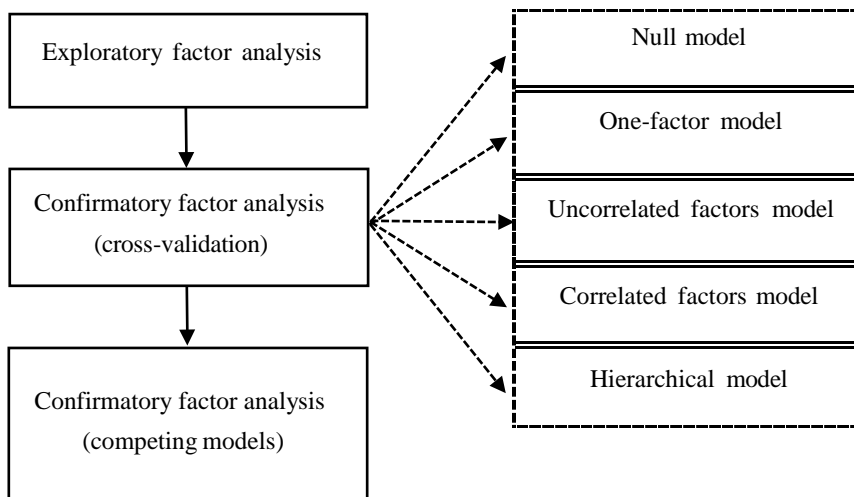 Exploratory factor analysis
Confirmatory factor analysis
(cross-validation)
Confirmatory factor analysis
(competing models)
Null model
One-factor model
Uncorrelated factors model
Correlated factors model
Hierarchical model